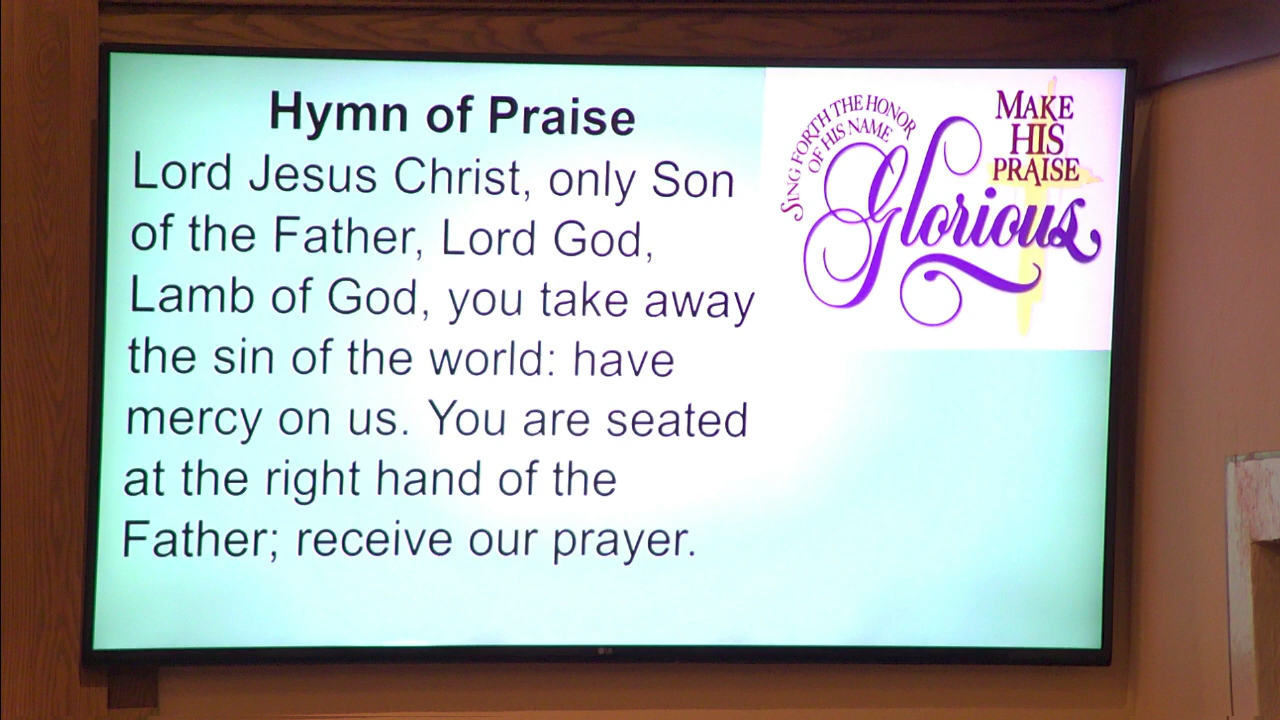 Hymn of Praise
Lord Jesus Christ, only Son
of the Father, Lord God,
Lamb of God, you take away
the sin of the world: have
mercy on us. You are seated
at the right hand of the
Father; receive our prayer.
SING FORTH THE HONOR
OF HIS NAME
MAKE
HIS
PRAISE
Glorious
LG